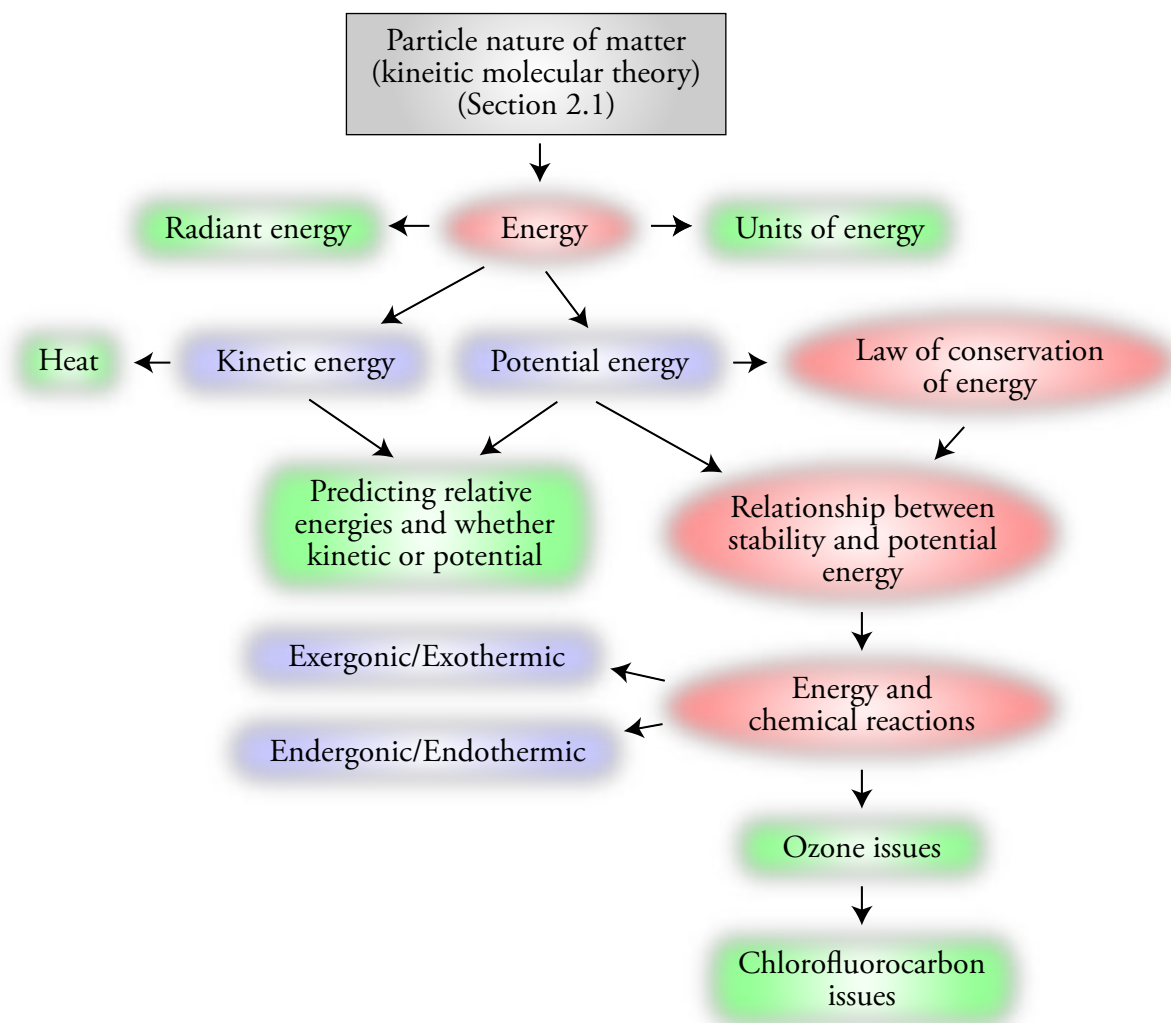 Particle nature of matter
(kineitic molecular theory)
(Section 2.1)
Radiant energy
Energy
Units of energy
Heat
Kinetic energy
Potential energy
Law of conservation
of energy
Predicting relative
energies and whether
kinetic or potential
Relationship between
stability and potential
energy
Exergonic/Exothermic
Energy and
chemical reactions
Endergonic/Endothermic
Ozone issues
Chlorofluorocarbon
issues